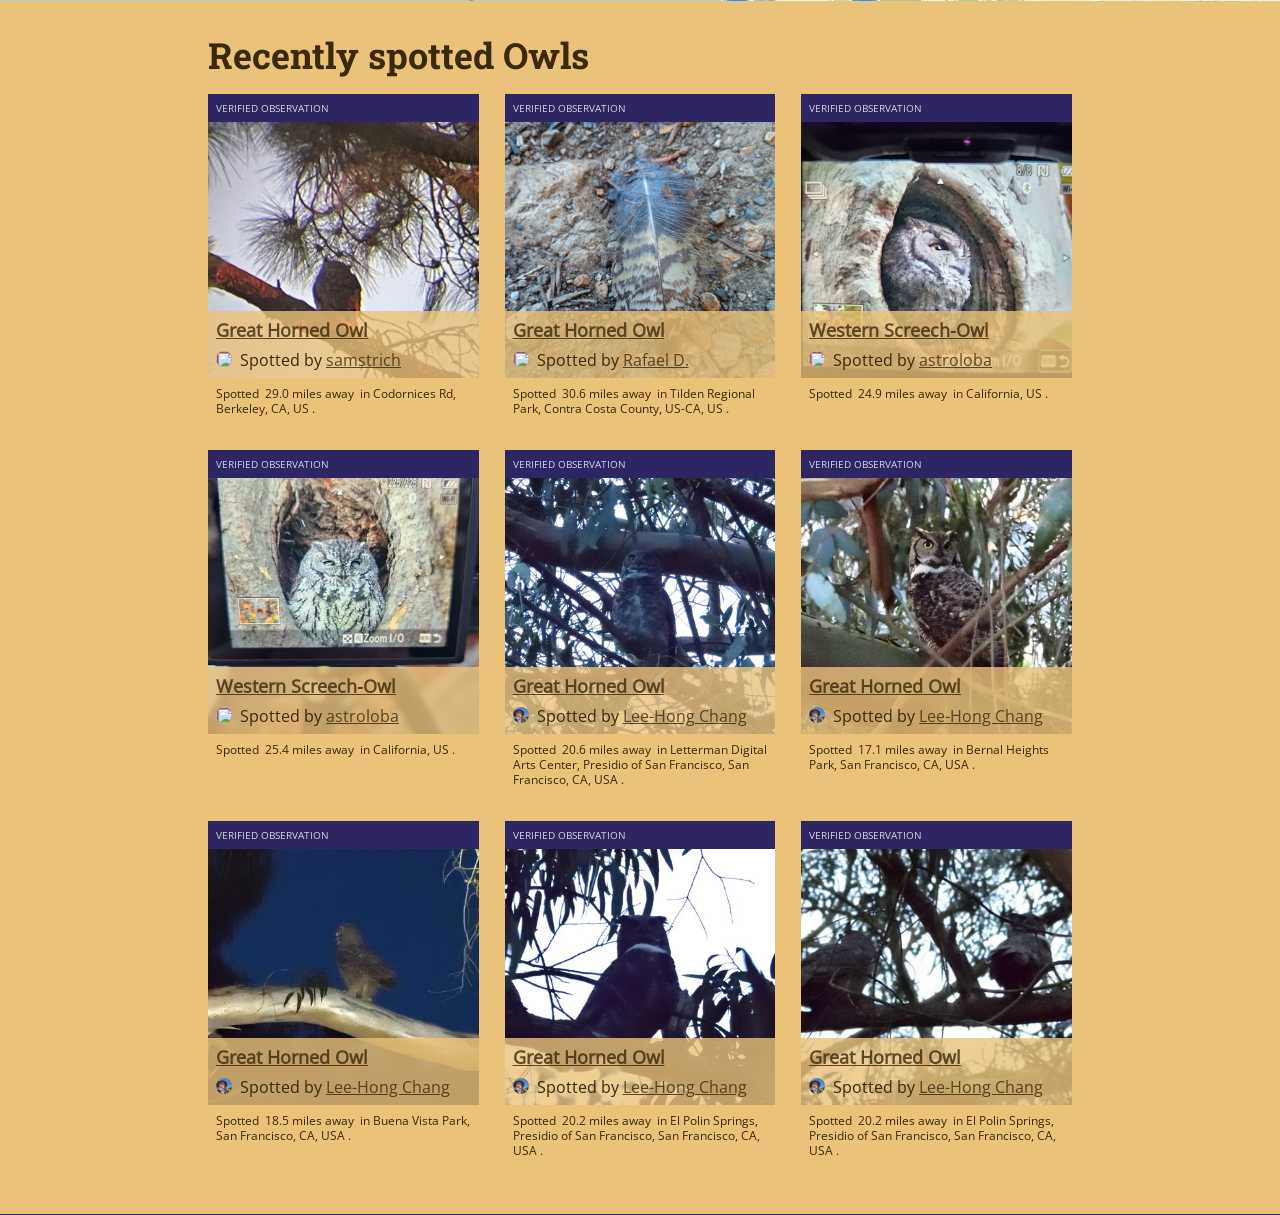 Recently spotted Owls
VERIFIED OBSERVATION
Great Horned Owl
Spotted by samstrich
Spotted 29.0 miles away in Codornices Rd,
Berkeley, CA, US .
VERIFIED OBSERVATION
Great Horned Owl
Spotted by Rafael D.
Spotted 30.6 miles away in Tilden Regional
Park, Contra Costa County, US-CA, US .
VERIFIED OBSERVATION
8/8 N
Western Screech-Owl
Spotted by astroloba
Spotted 24.9 miles away in California, US .
VERIFIED OBSERVATION
Zoom I/O
Western Screech-Owl
Spotted by astroloba
Spotted 25.4 miles away in California, US .
VERIFIED OBSERVATION
Great Horned Owl
Spotted by Lee-Hong Chang
Spotted 20.6 miles away in Letterman Digital
Arts Center, Presidio of San Francisco, San
Francisco, CA, USA .
VERIFIED OBSERVATION
Great Horned Owl
Spotted by Lee-Hong Chang
Spotted 17.1 miles away in Bernal Heights
Park, San Francisco, CA, USA .
VERIFIED OBSERVATION
Great Horned Owl
Spotted by Lee-Hong Chang
Spotted 18.5 miles away in Buena Vista Park,
San Francisco, CA, USA .
VERIFIED OBSERVATION
Great Horned Owl
Spotted by Lee-Hong Chang
Spotted 20.2 miles away in El Polin Springs,
Presidio of San Francisco, San Francisco, CA,
USA .
VERIFIED OBSERVATION
Great Horned Owl
Spotted by Lee-Hong Chang
Spotted 20.2 miles away in El Polin Springs,
Presidio of San Francisco, San Francisco, CA,
USA .